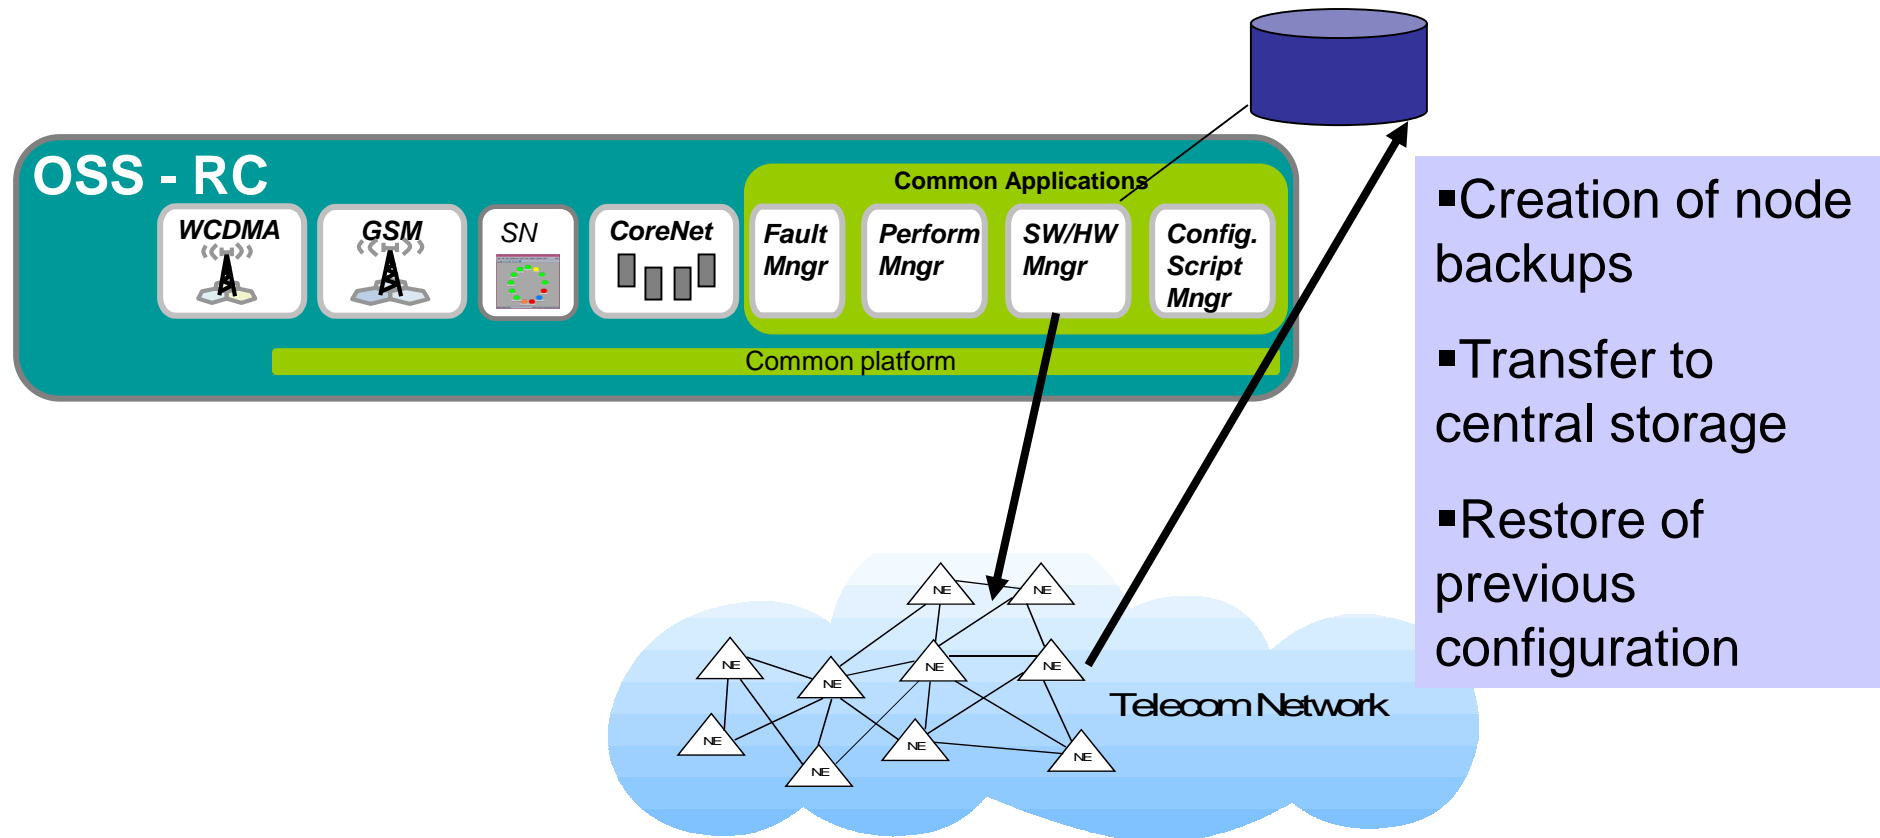 OSS - RC
Common Applications
WCDMA
GSM
SN
CoreNet
Fault
Mngr
Perform
Mngr
SW/HW
Mngr
Config.
Script
Mngr
Common platform
▪Creation of node
backups
▪Transfer to
central storage
▪Restore of
previous
configuration
NE
NE
NE
NE
NE
NE
NE
NE
NE
NE
Telecom Network